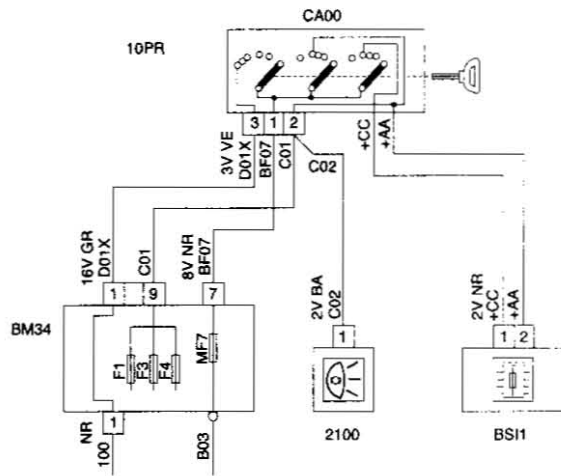 CA00
10PR
3 1 2
3V VE
D01X
BF07
C01
C02
+CC
+AA
16V GR
D01X
C01
8V NR
BF07
2V BA
C02
2V NR
+CC
+AA
1 9 7
1
1 2
BM34
F1
F3
F4
MF7
2100
BSI1
1
NR
100
B03